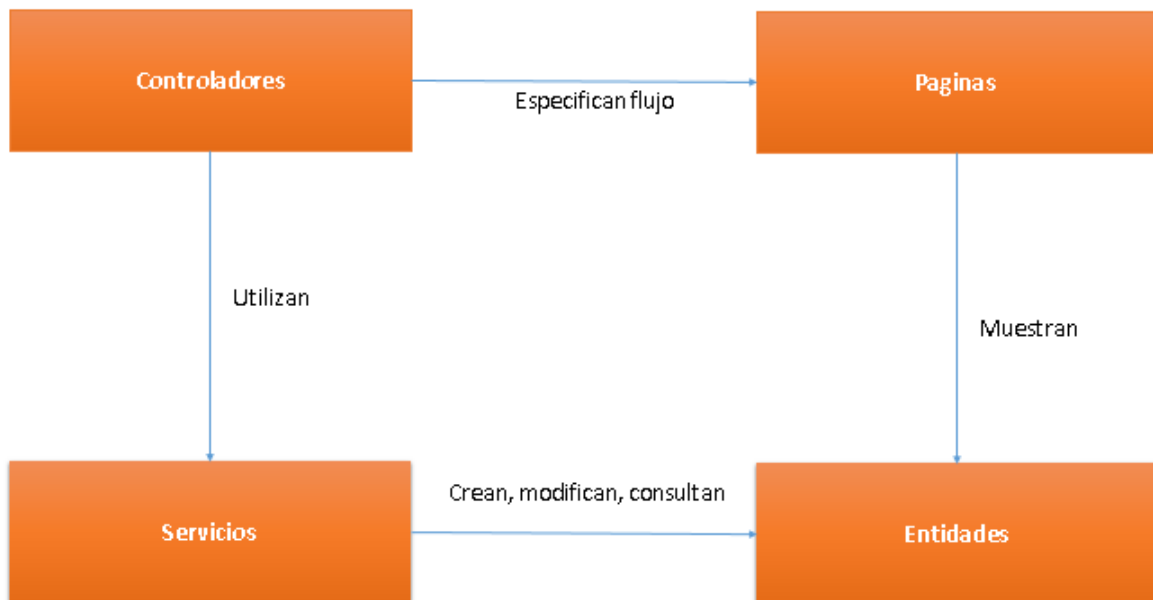 Controladores
Paginas
Especifican flujo
Utilizan
Muestran
Crean, modifican, consultan
Servicios
Entidades